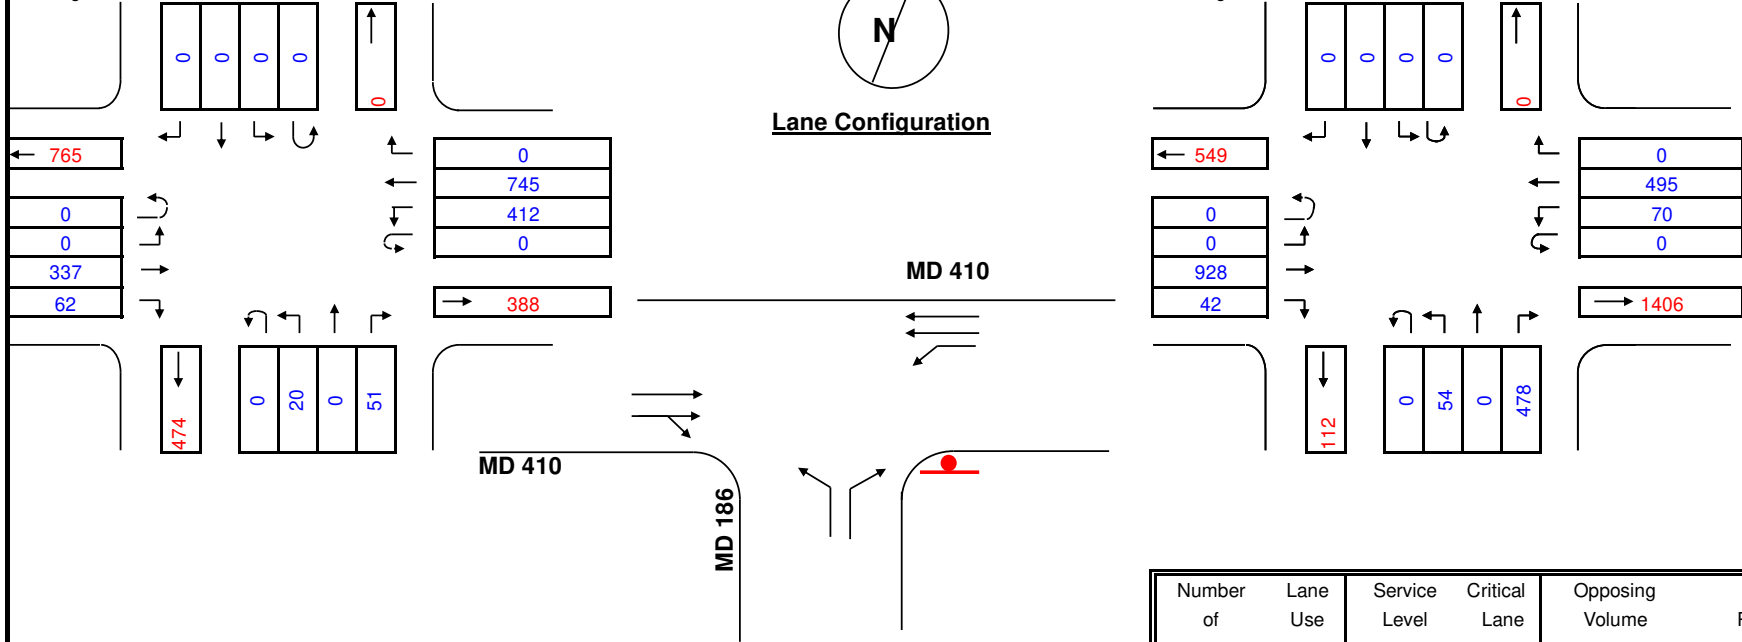 0 0 0 0
0
765
0
0
337
62
0
745
412
0
388
474
0 20 0 51
N
Lane Configuration
MD 410
MD 410
MD 186
0 0 0 0
0
549
0
0
928
42
0
495
70
0
1406
112
0 54 0 478
Number Lane Service Critical Opposing
of Use Level Lane Volume